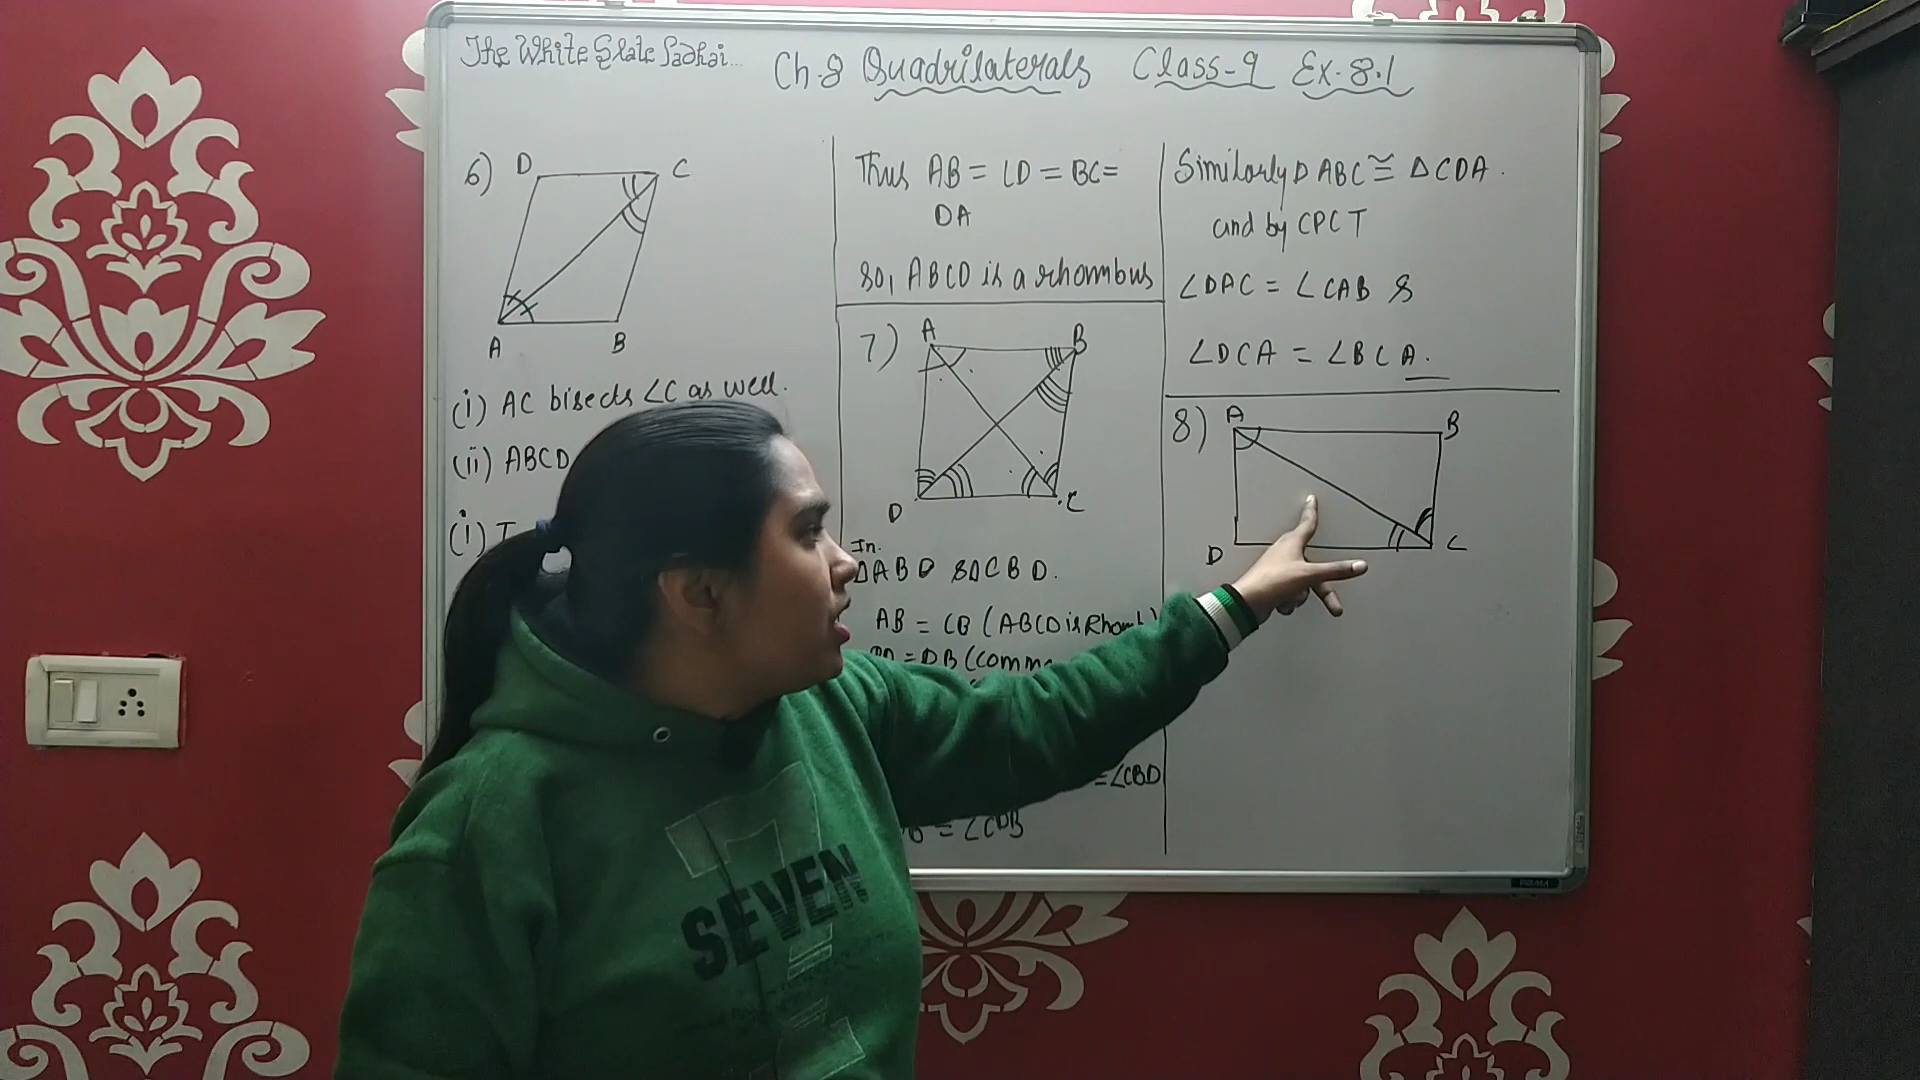 The White Slate Padhai...
Ch.8 Quadrilaterals Class-9 Ex. 8.1
6) D C
A B
(i) AC bisects ∠C as well.
(ii) ABCD
(i)
Thus AB = CD = BC =
DA
So, ABCD is a rhombus
7) A B
D C
In.
ΔABD & ΔCBD.
AB = CB (ABCD is Rhomb
= DB (comm
= ∠CBD
= ∠CDB
Similarly Δ ABC ≅ ΔCDA.
and by CPCT
∠DAC = ∠CAB &
∠DCA = ∠BCA.
8) A B
D C
SEVEN